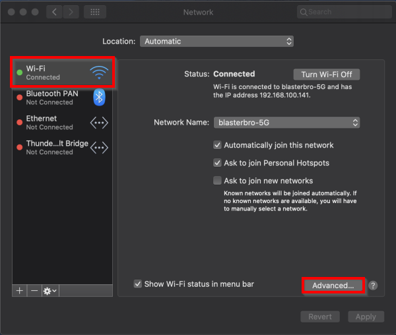 Network
Search
Location: Automatic
Wi-Fi
Connected
Bluetooth PAN
Not Connected
Ethernet
Not Connected
Thunde...lt Bridge
Not Connected
Status: Connected
Turn Wi-Fi Off
Wi-Fi is connected to blasterbro-5G and has
the IP address 192.168.100.141.
Network Name: blasterbro-5G
Automatically join this network
Ask to join Personal Hotspots
Ask to join new networks
Known networks will be joined automatically. If
no known networks are available, you will have
to manually select a network.
Show Wi-Fi status in menu bar
Advanced...
?
Revert
Apply